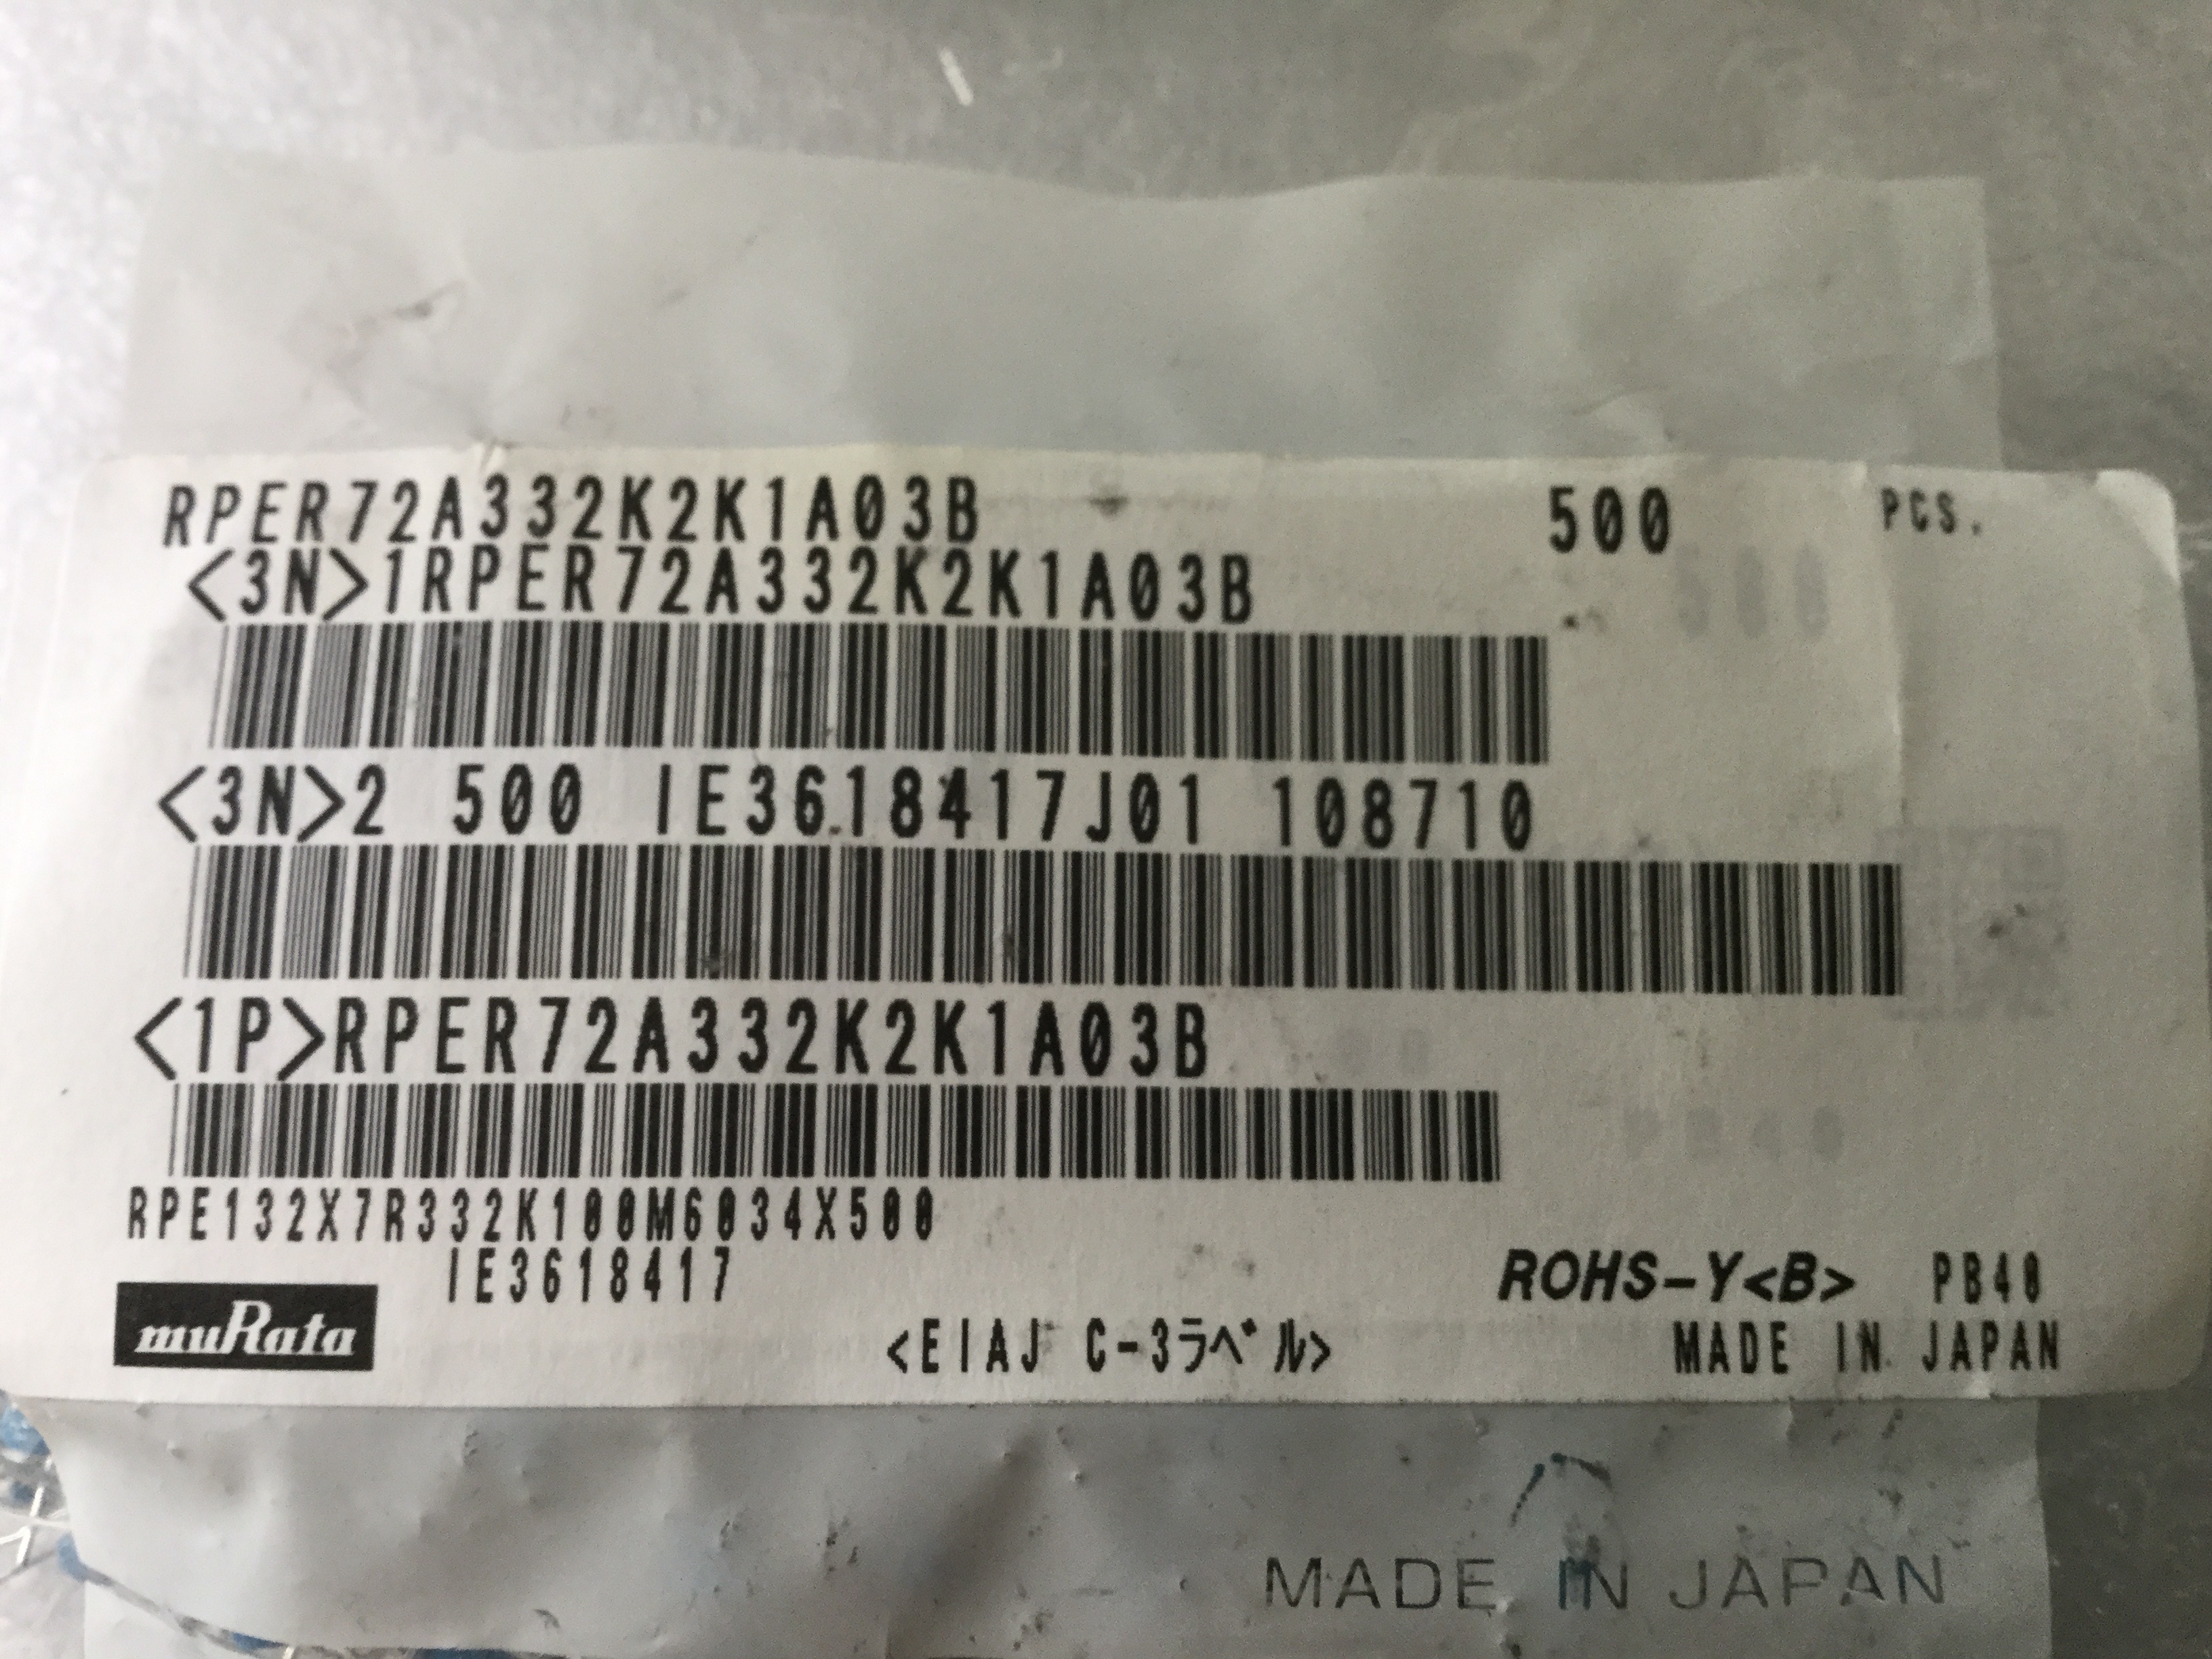 RPER72A332K2K1A03B 500 PCS.
<3N>1RPER72A332K2K1A03B
<3N>2 500 IE3618417J01 108710
<1P>RPER72A332K2K1A03B
RPE132X7R332K100M6034X500
IE3618417
ROHS-Y<B> PB40
muRata
<EIAJ C-3ラベル>
MADE IN JAPAN
MADE IN JAPAN